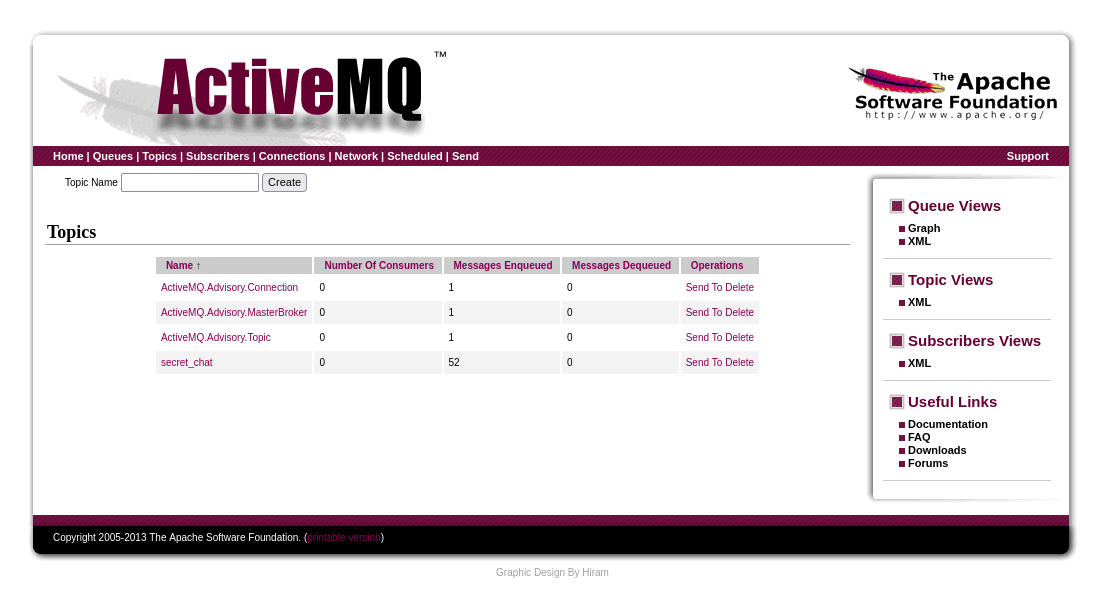 ActiveMQ™
The Apache
Software Foundation
http://www.apache.org/
Home | Queues | Topics | Subscribers | Connections | Network | Scheduled | Send
Support
Topic Name
Create
Topics
Name ↑ Number Of Consumers Messages Enqueued Messages Dequeued Operations
ActiveMQ.Advisory.Connection 0 1 0 Send To Delete
ActiveMQ.Advisory.MasterBroker 0 1 0 Send To Delete
ActiveMQ.Advisory.Topic 0 1 0 Send To Delete
secret_chat 0 52 0 Send To Delete
Queue Views
Graph
XML
Topic Views
XML
Subscribers Views
XML
Useful Links
Documentation
FAQ
Downloads
Forums
Copyright 2005-2013 The Apache Software Foundation. (printable version)
Graphic Design By Hiram